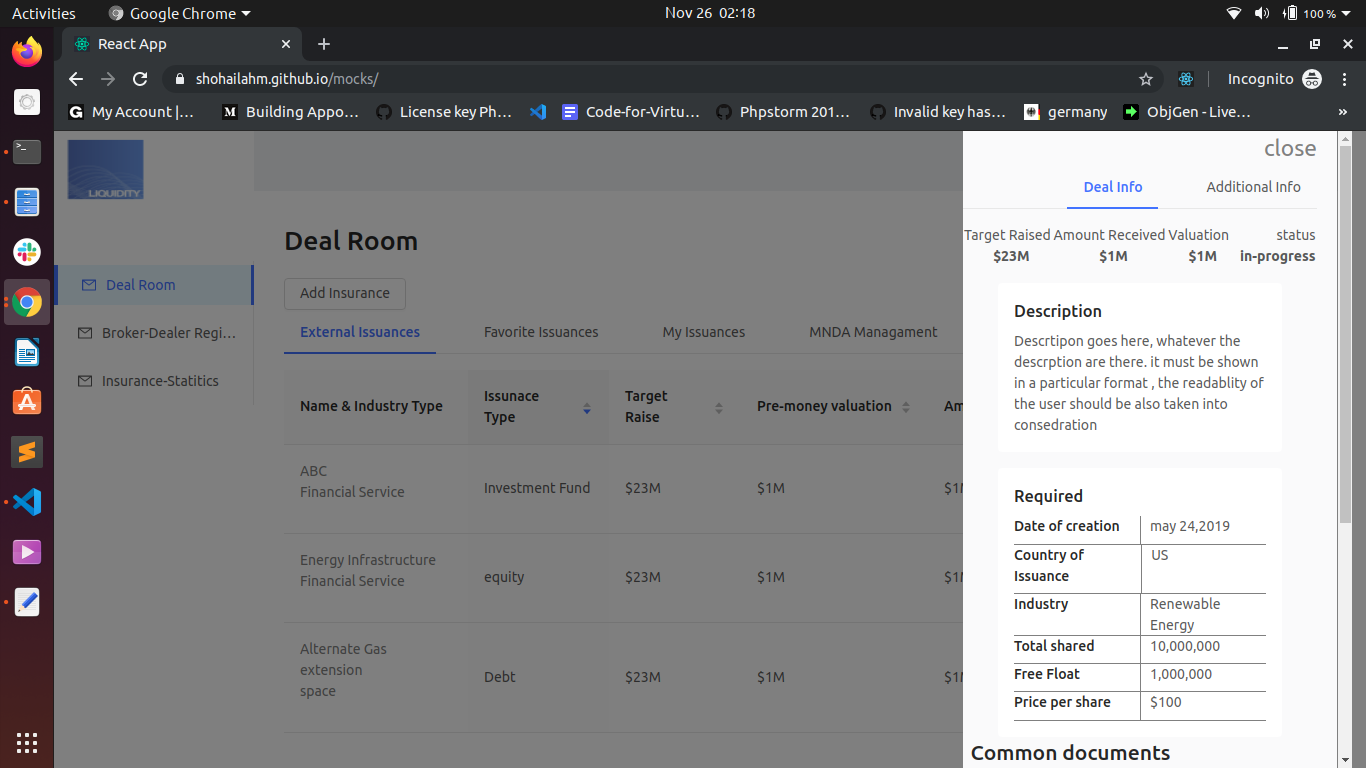 Activities Google Chrome Nov 26 02:18 100 %
React App
shohailahm.github.io/mocks/ Incognito
G My Account |... M Building Appo... License key Ph... Code-for-Virtu... Phpstorm 201... Invalid key has... germany ObjGen - Live... »
LIQUIDITY
Deal Room
Broker-Dealer Regi...
Insurance-Statitics
Deal Room
Add Insurance
External Issuances Favorite Issuances My Issuances MNDA Managament
Name & Industry Type Issunace Type Target Raise Pre-money valuation Am
ABC
Financial Service Investment Fund $23M $1M $1M
Energy Infrastructure
Financial Service equity $23M $1M $1M
Alternate Gas
extension
space Debt $23M $1M $1M
close
Deal Info Additional Info
Target Raised Amount Received Valuation status
$23M $1M $1M in-progress
Description
Descrtipon goes here, whatever the
descrption are there. it must be shown
in a particular format , the readablity of
the user should be also taken into
consedration
Required
Date of creation may 24,2019
Country of
Issuance US
Industry Renewable
Energy
Total shared 10,000,000
Free Float 1,000,000
Price per share $100
Common documents